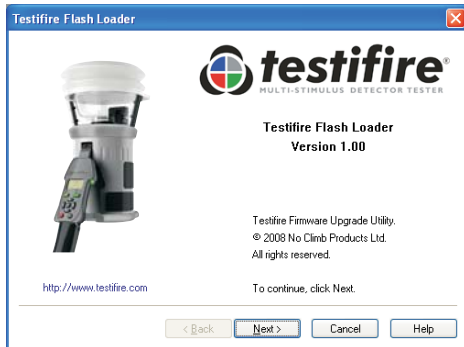 Testifire Flash Loader
testifire®
MULTI-STIMULUS DETECTOR TESTER
Testifire Flash Loader
Version 1.00
Testifire Firmware Upgrade Utility.
© 2008 No Climb Products Ltd.
All rights reserved.
http://www.testifire.com
To continue, click Next.
< Back
Next >
Cancel
Help